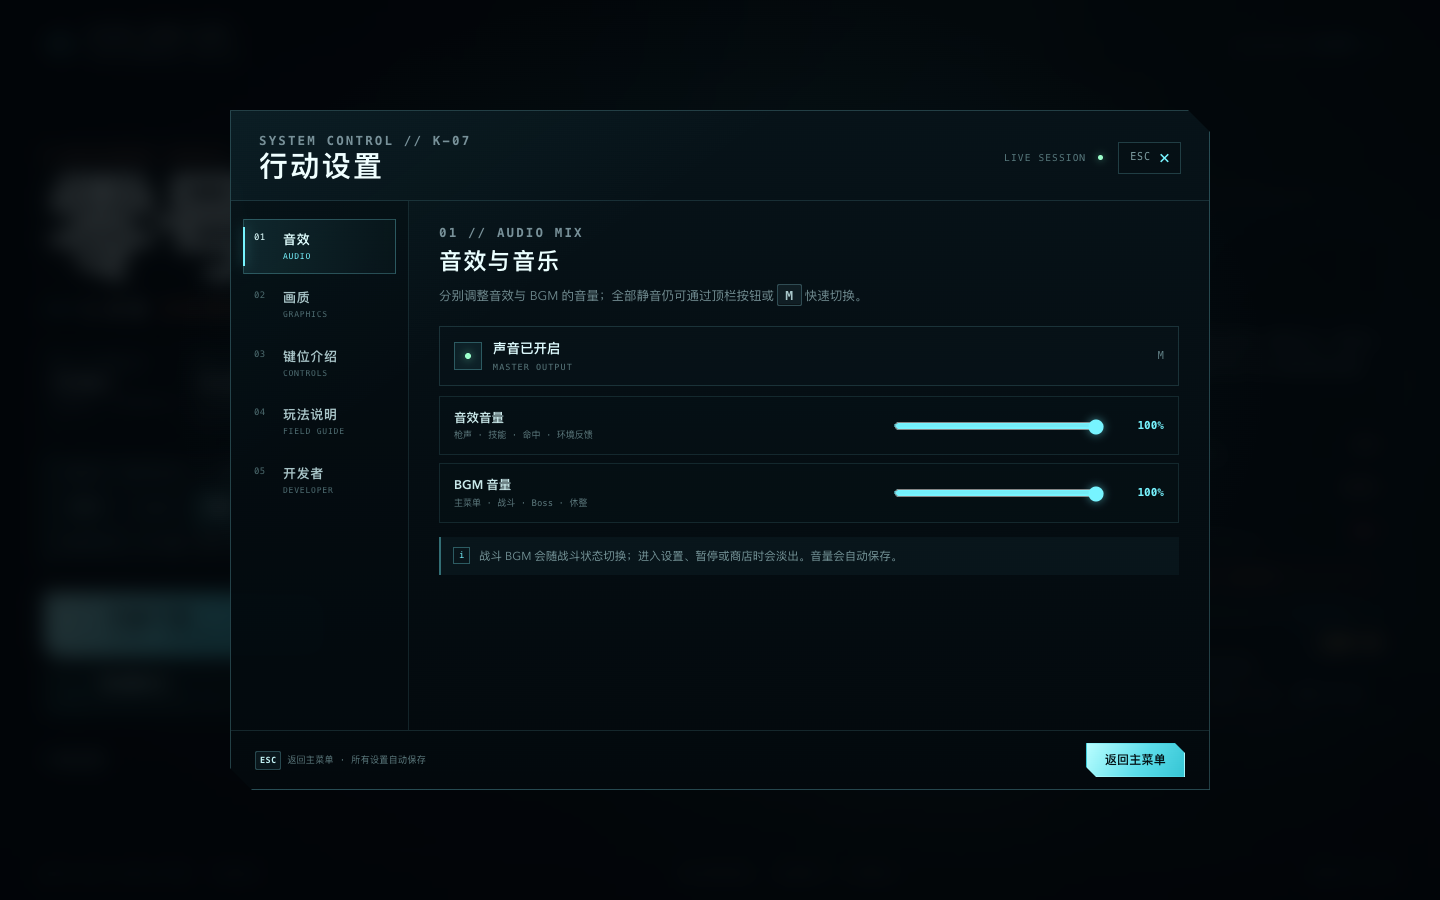 SYSTEM CONTROL // K-07
行动设置
LIVE SESSION
ESC ×
01 音效
AUDIO
02 画质
GRAPHICS
03 键位介绍
CONTROLS
04 玩法说明
FIELD GUIDE
05 开发者
DEVELOPER
01 // AUDIO MIX
音效与音乐
分别调整音效与 BGM 的音量；全部静音仍可通过顶栏按钮或 M 快速切换。
声音已开启
MASTER OUTPUT
M
音效音量
枪声 · 技能 · 命中 · 环境反馈
100%
BGM 音量
主菜单 · 战斗 · Boss · 休整
100%
i 战斗 BGM 会随战斗状态切换；进入设置、暂停或商店时会淡出。音量会自动保存。
ESC 返回主菜单 · 所有设置自动保存
返回主菜单